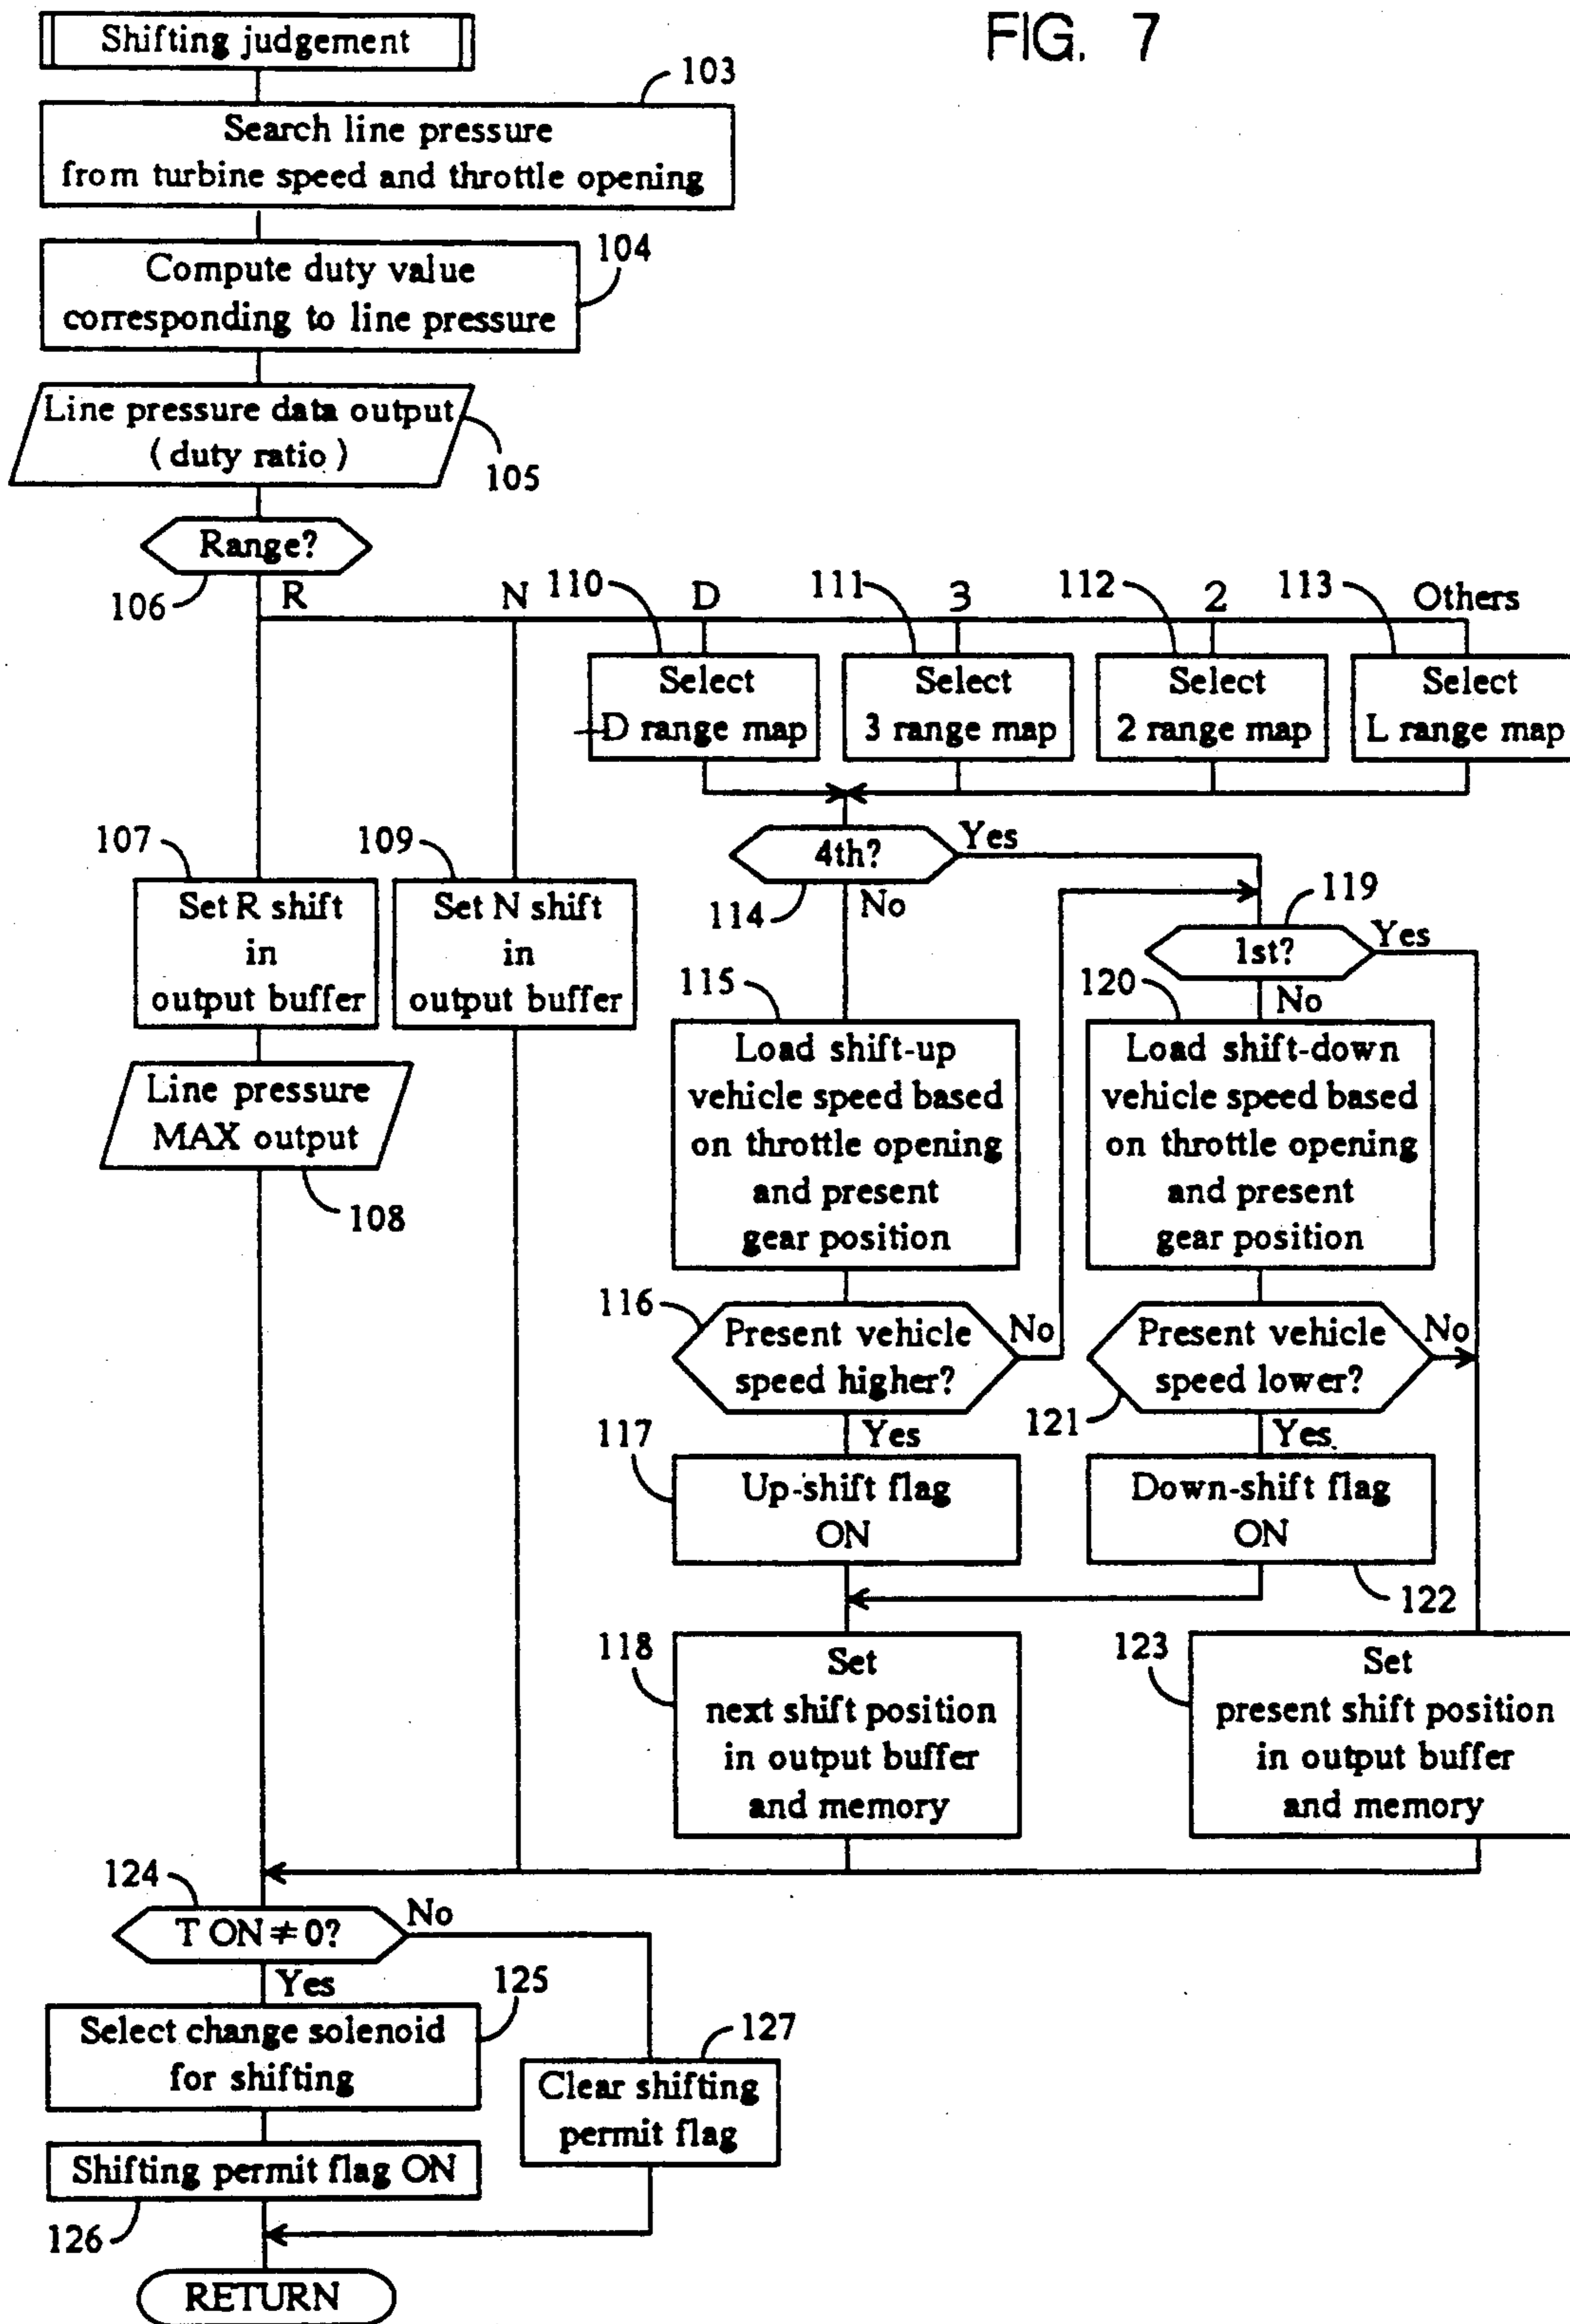 FIG. 7
Shifting judgement
103
Search line pressure
from turbine speed and throttle opening
104
Compute duty value
corresponding to line pressure
Line pressure data output
(duty ratio)
105
Range?
106
R
N
110
D
111
3
112
2
113
Others
Select
D range map
Select
3 range map
Select
2 range map
Select
L range map
107
109
4th?
Yes
114
No
119
Set R shift
in
output buffer
Set N shift
in
output buffer
1st?
Yes
No
115
120
Line pressure
MAX output
108
Load shift-up
vehicle speed based
on throttle opening
and present
gear position
Load shift-down
vehicle speed based
on throttle opening
and present
gear position
116
Present vehicle
speed higher?
No
Yes
Present vehicle
speed lower?
No
121
Yes
117
Up-shift flag
ON
Down-shift flag
ON
122
118
Set
next shift position
in output buffer
and memory
123
Set
present shift position
in output buffer
and memory
124
T ON ≠ 0?
No
Yes
125
Select change solenoid
for shifting
127
Clear shifting
permit flag
Shifting permit flag ON
126
RETURN